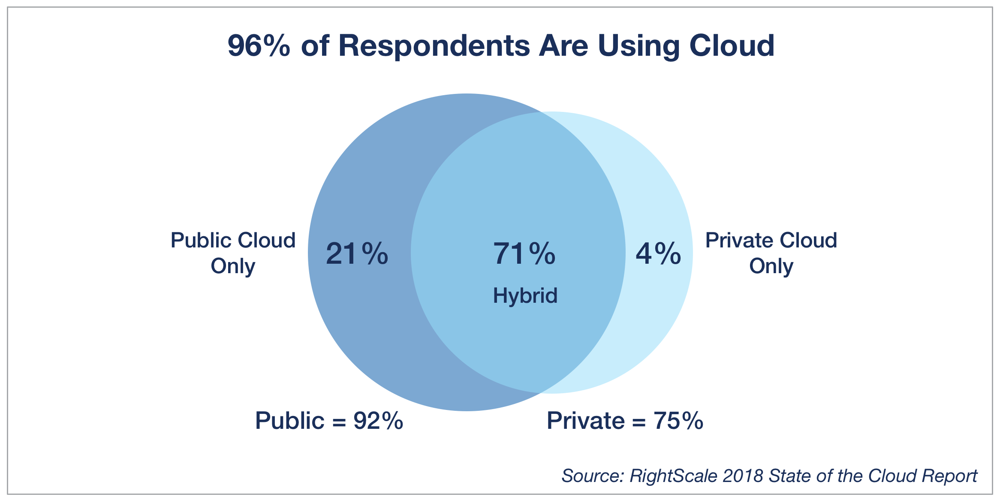 96% of Respondents Are Using Cloud
Public Cloud
Only
21%
71%
Hybrid
4%
Private Cloud
Only
Public = 92%
Private = 75%
Source: RightScale 2018 State of the Cloud Report